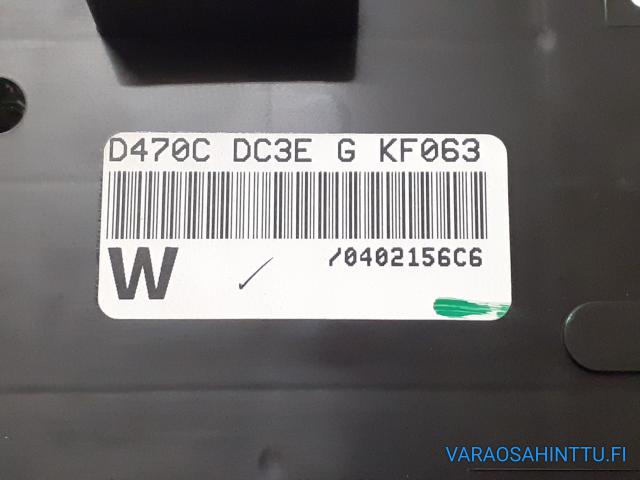 D470C DC3E G KF063
W
/0402156C6
VARAOSAHINTTU.FI